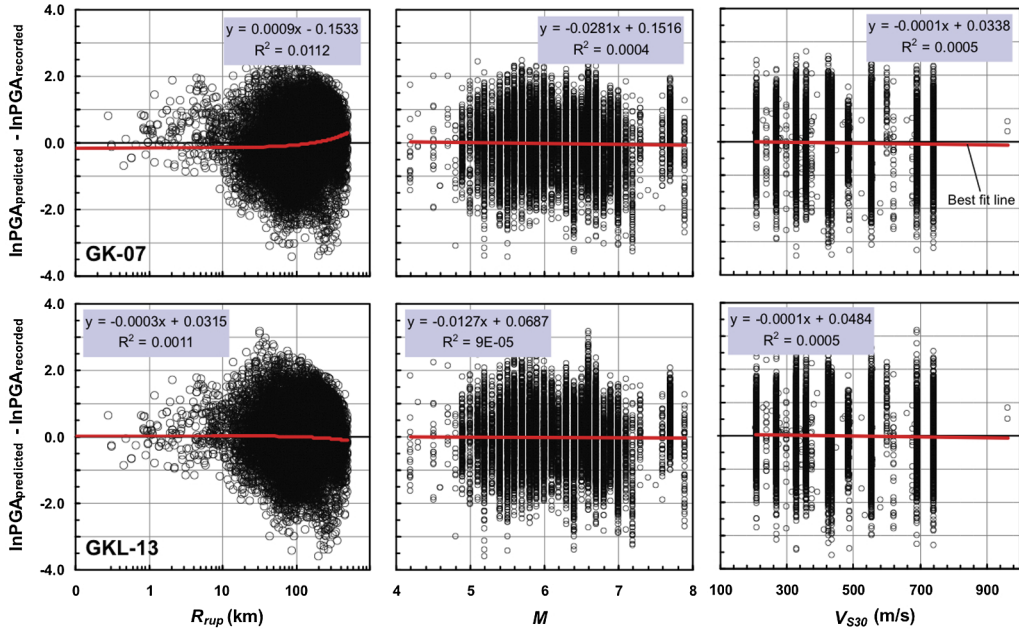 4.0
2.0
0.0
-2.0
-4.0
lnPGApredicted - lnPGArecorded
y = 0.0009x - 0.1533
R² = 0.0112
GK-07
y = -0.0281x + 0.1516
R² = 0.0004
y = -0.0001x + 0.0338
R² = 0.0005
Best fit line
4.0
2.0
0.0
-2.0
-4.0
lnPGApredicted - lnPGArecorded
y = -0.0003x + 0.0315
R² = 0.0011
GKL-13
y = -0.0127x + 0.0687
R² = 9E-05
y = -0.0001x + 0.0484
R² = 0.0005
0 1 10 100
4 5 6 7 8
100 300 500 700 900
Rrup (km)
M
VS30 (m/s)